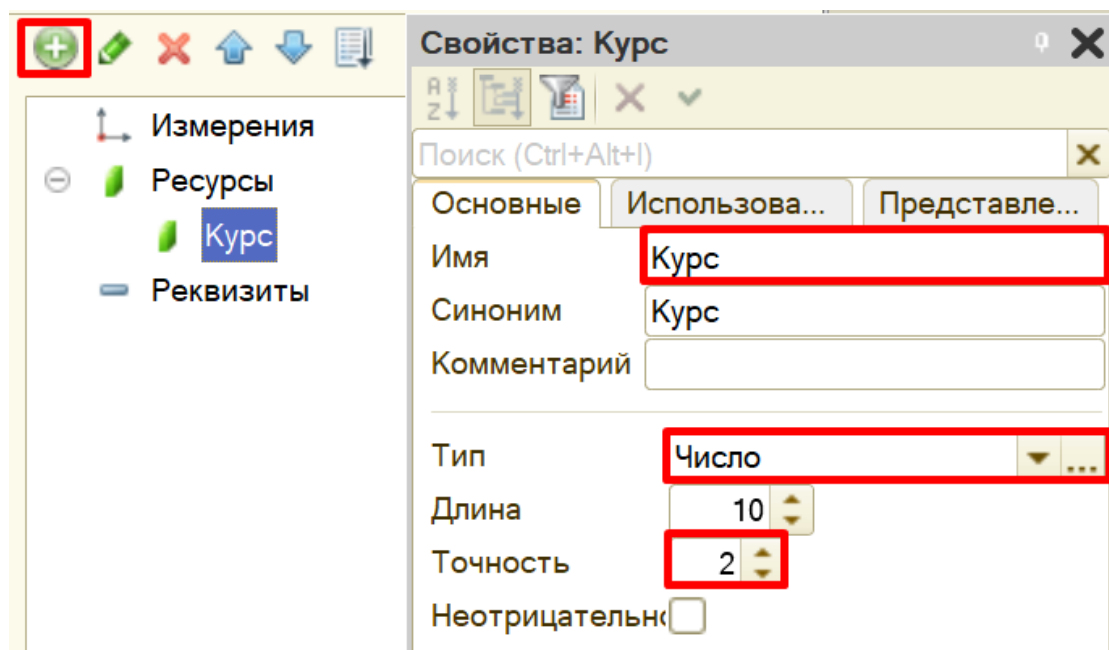 Свойства: Курс
Поиск (Ctrl+Alt+I)
Измерения
Ресурсы
Курс
Реквизиты
Основные Использова... Представле...
Имя Курс
Синоним Курс
Комментарий
Тип Число ...
Длина 10
Точность 2
Неотрицательно